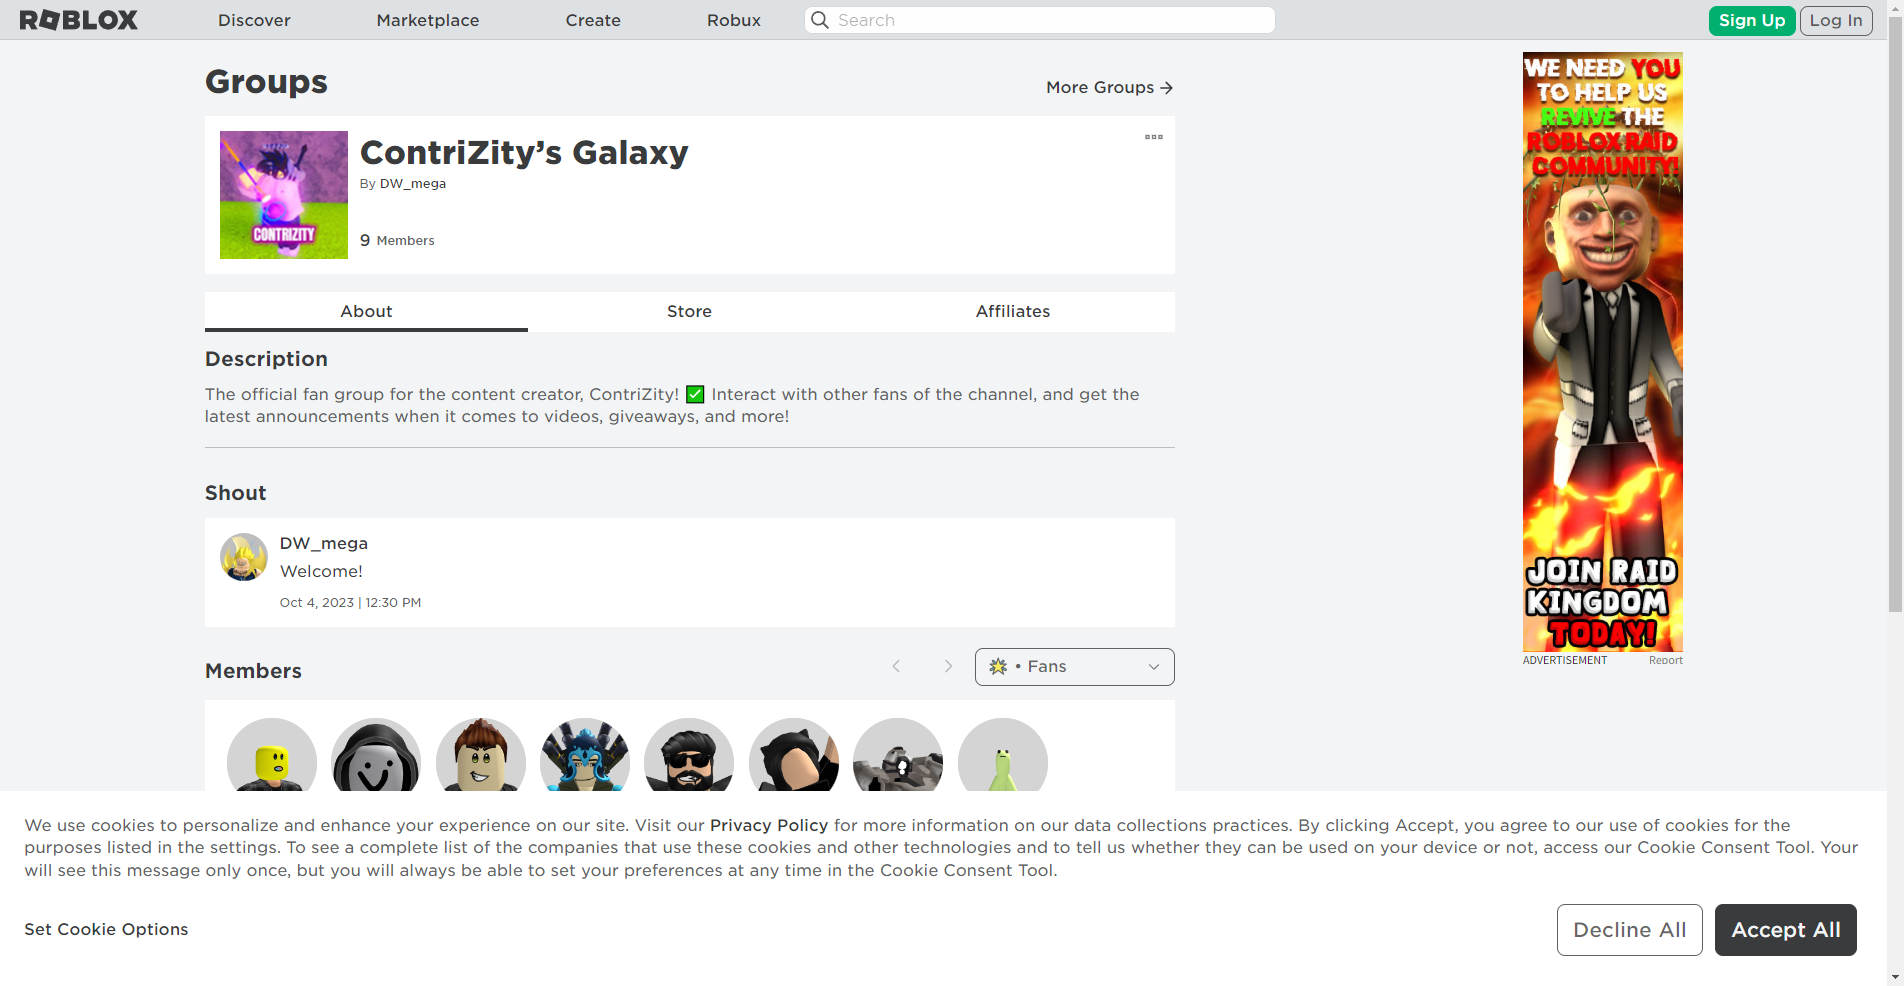 ROBLOX
Discover
Marketplace
Create
Robux
Search
Sign Up
Log In
Groups
More Groups →
CONTRIZITY
ContriZity’s Galaxy
By DW_mega
9 Members
About
Store
Affiliates
Description
The official fan group for the content creator, ContriZity! ✅ Interact with other fans of the channel, and get the
latest announcements when it comes to videos, giveaways, and more!
Shout
DW_mega
Welcome!
Oct 4, 2023 | 12:30 PM
Members
🌟 • Fans
WE NEED YOU
TO HELP US
REVIVE THE
ROBLOX RAID
COMMUNITY!
JOIN RAID
KINGDOM
TODAY!
ADVERTISEMENT
Report
We use cookies to personalize and enhance your experience on our site. Visit our Privacy Policy for more information on our data collections practices. By clicking Accept, you agree to our use of cookies for the
purposes listed in the settings. To see a complete list of the companies that use these cookies and other technologies and to tell us whether they can be used on your device or not, access our Cookie Consent Tool. Your
will see this message only once, but you will always be able to set your preferences at any time in the Cookie Consent Tool.
Set Cookie Options
Decline All
Accept All